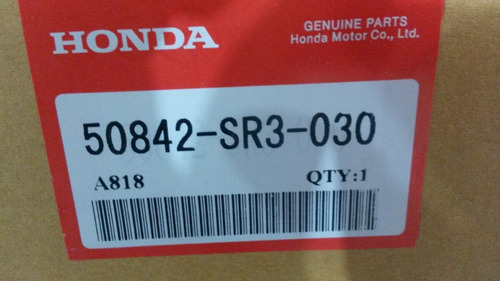 HONDA
GENUINE PARTS
Honda Motor Co., Ltd.
50842-SR3-030
A818 QTY:1